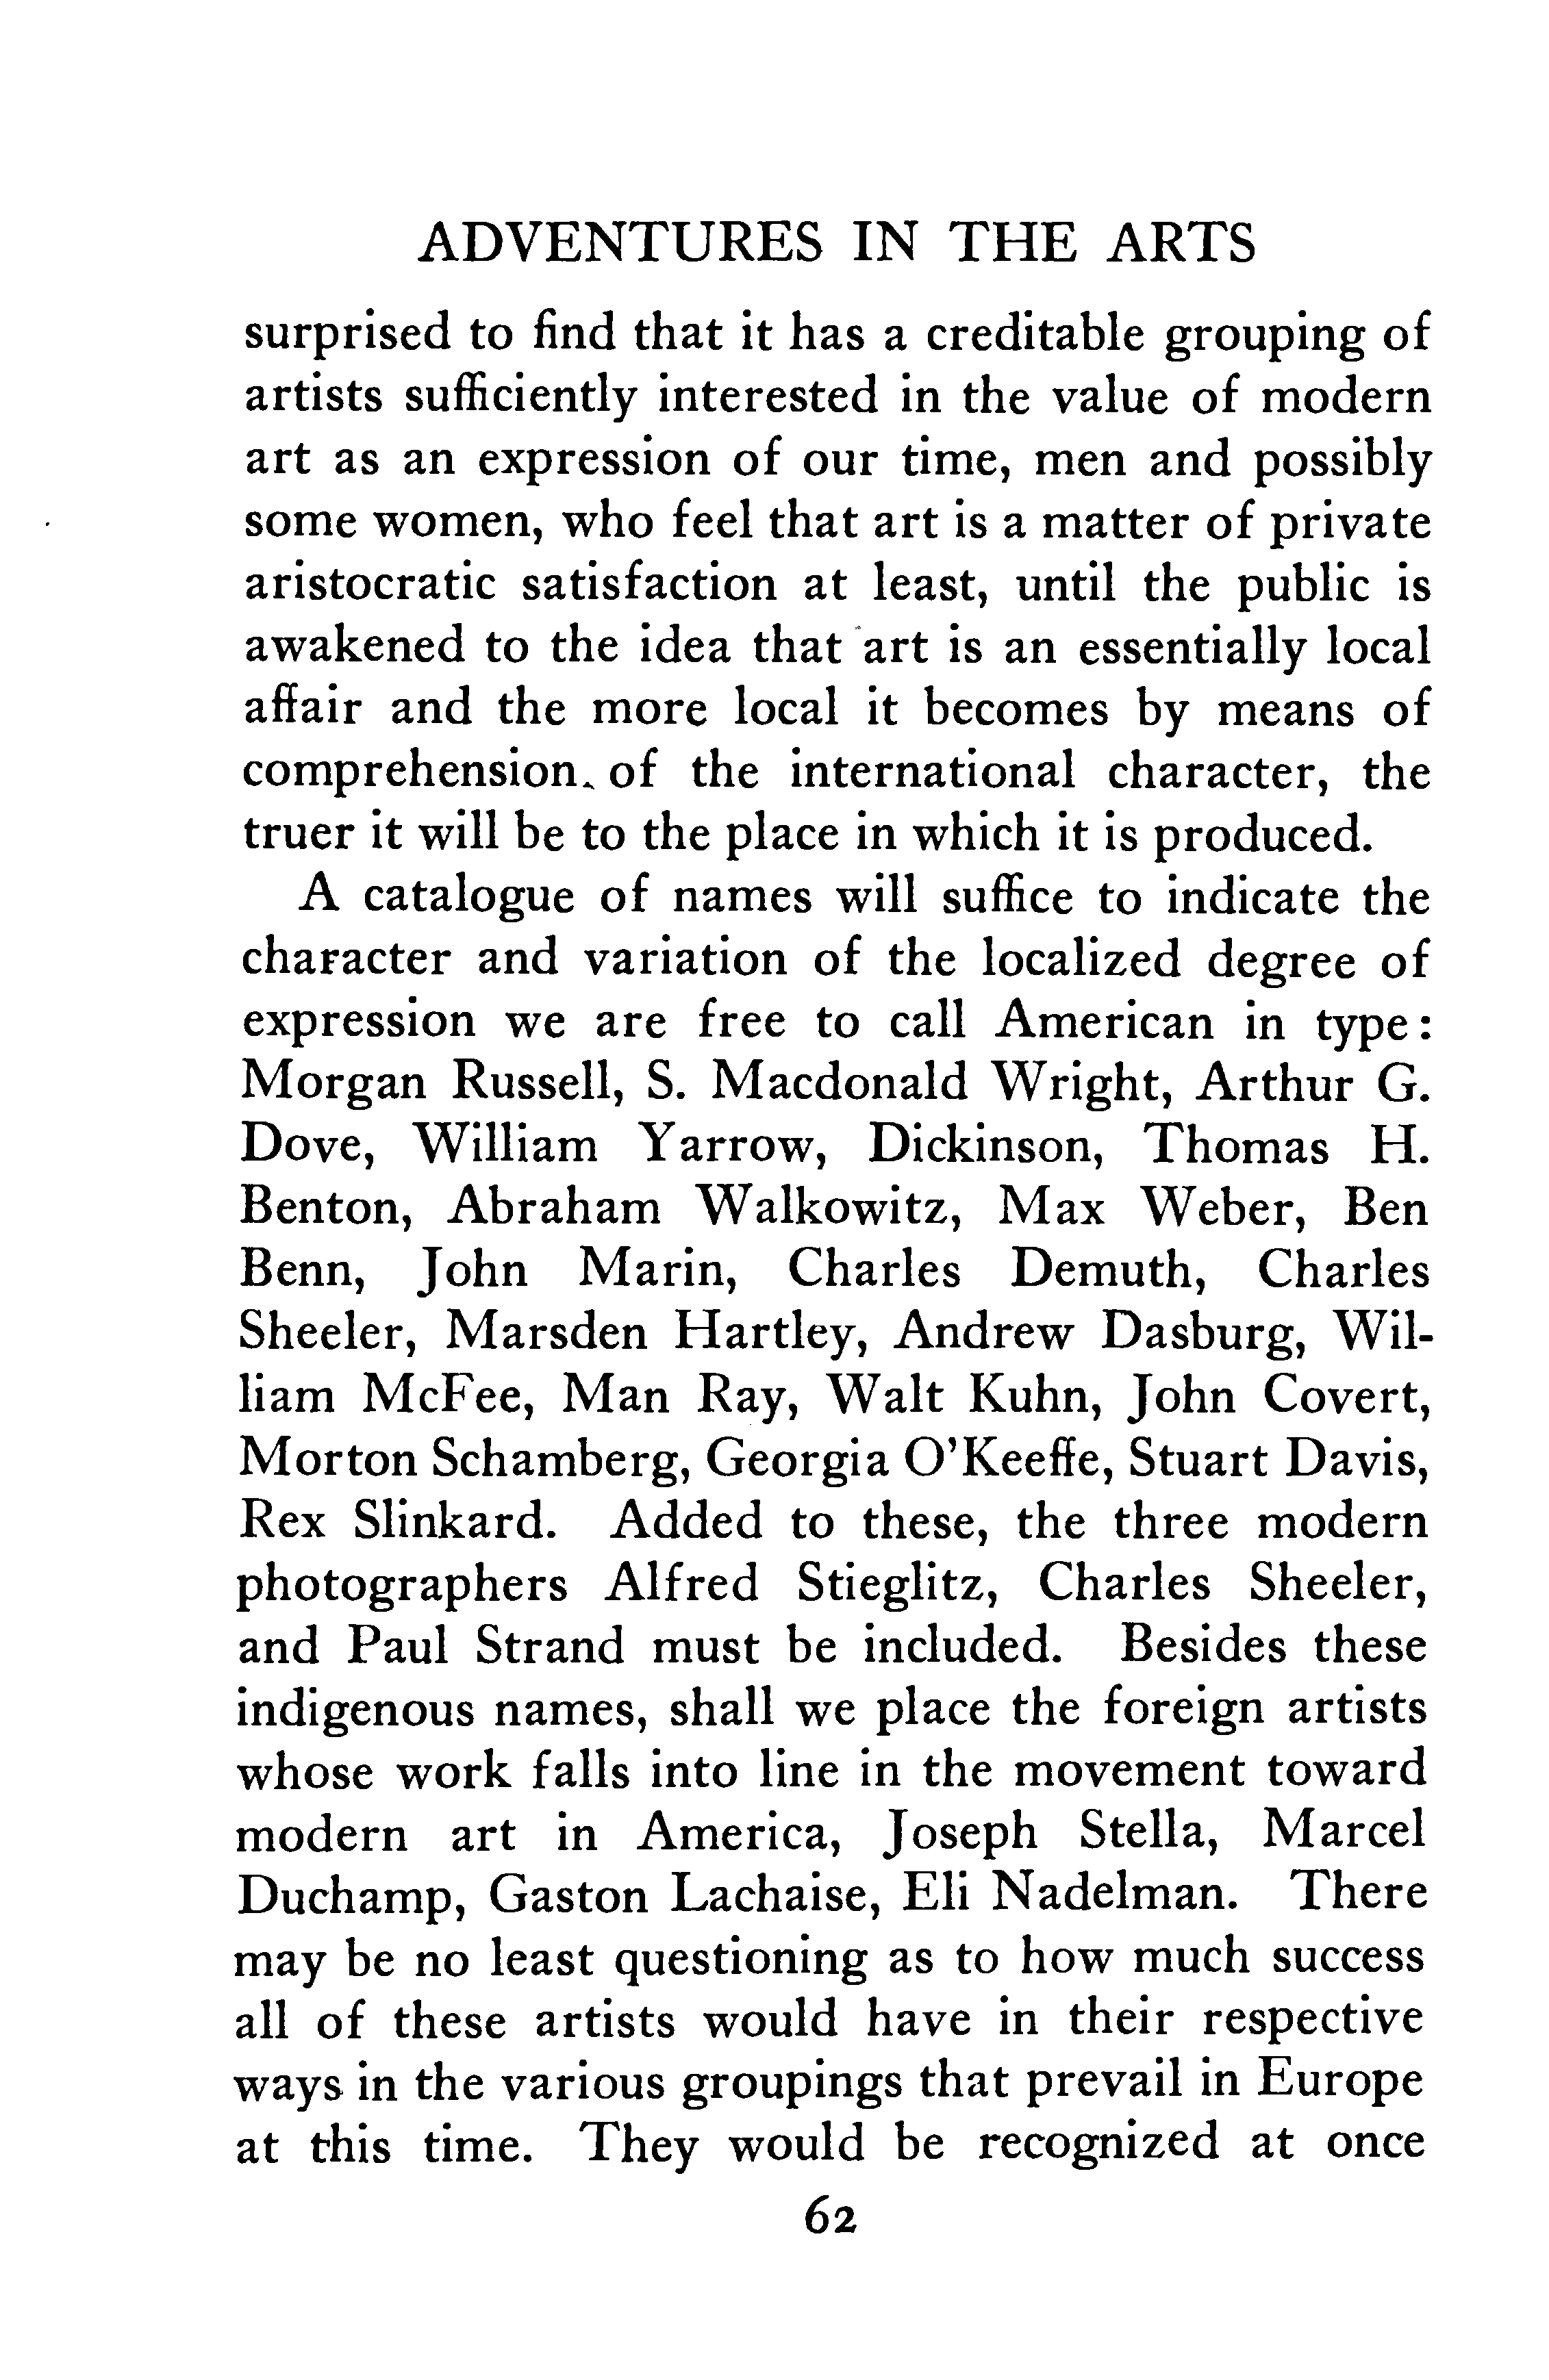 ADVENTURES IN THE ARTS
surprised to find that it has a creditable grouping of
artists sufficiently interested in the value of modern
art as an expression of our time, men and possibly
some women, who feel that art is a matter of private
aristocratic satisfaction at least, until the public is
awakened to the idea that art is an essentially local
affair and the more local it becomes by means of
comprehension of the international character, the
truer it will be to the place in which it is produced.
A catalogue of names will suffice to indicate the
character and variation of the localized degree of
expression we are free to call American in type:
Morgan Russell, S. Macdonald Wright, Arthur G.
Dove, William Yarrow, Dickinson, Thomas H.
Benton, Abraham Walkowitz, Max Weber, Ben
Benn, John Marin, Charles Demuth, Charles
Sheeler, Marsden Hartley, Andrew Dasburg, Wil-
liam McFee, Man Ray, Walt Kuhn, John Covert,
Morton Schamberg, Georgia O'Keeffe, Stuart Davis,
Rex Slinkard. Added to these, the three modern
photographers Alfred Stieglitz, Charles Sheeler,
and Paul Strand must be included. Besides these
indigenous names, shall we place the foreign artists
whose work falls into line in the movement toward
modern art in America, Joseph Stella, Marcel
Duchamp, Gaston Lachaise, Eli Nadelman. There
may be no least questioning as to how much success
all of these artists would have in their respective
ways in the various groupings that prevail in Europe
at this time. They would be recognized at once
62